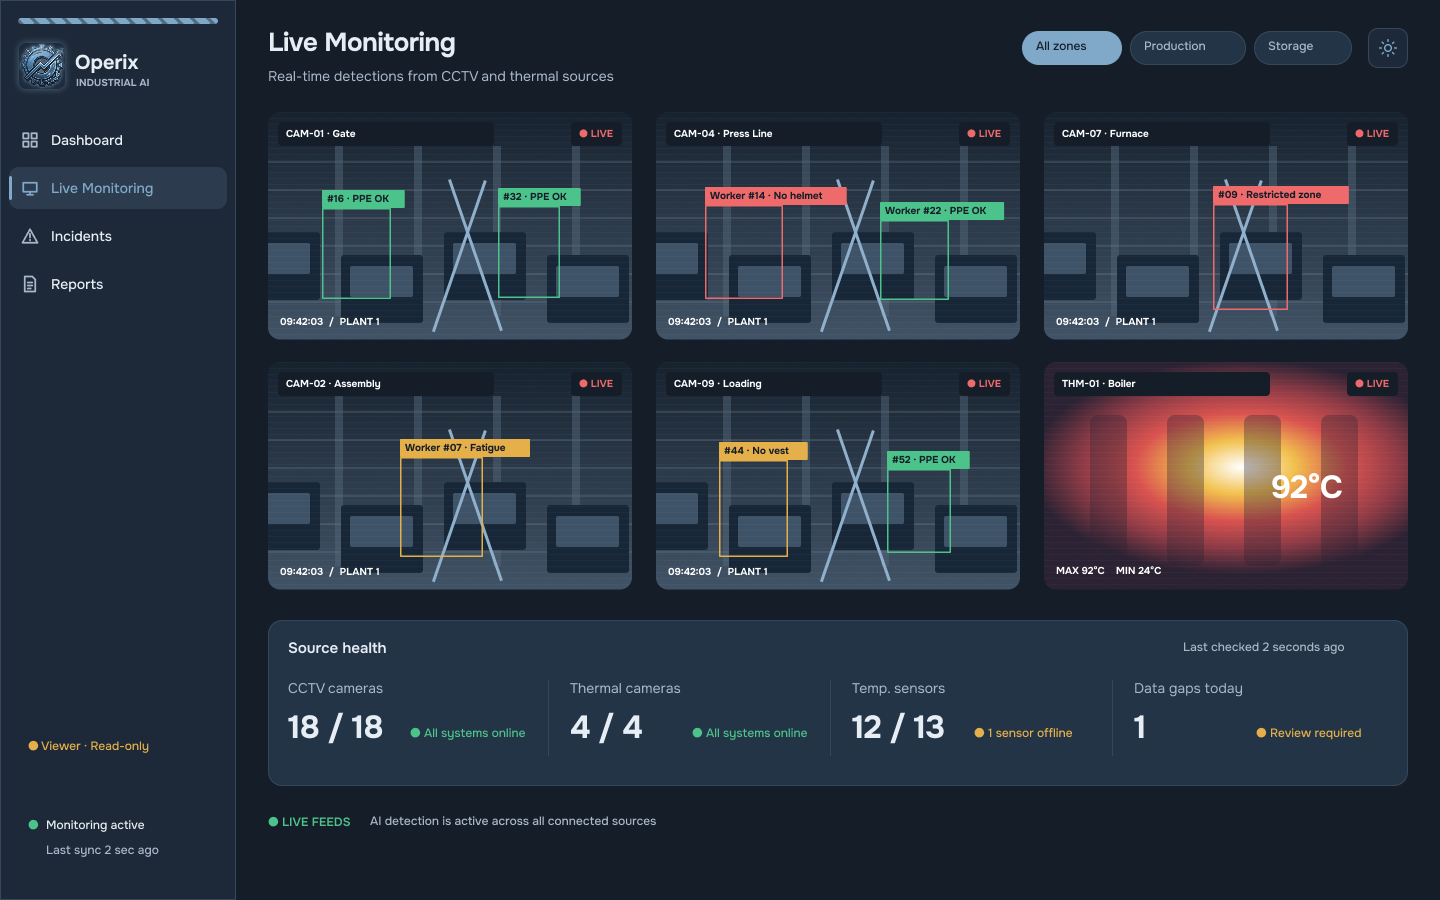 Operix
INDUSTRIAL AI
Dashboard
Live Monitoring
Incidents
Reports
Viewer · Read-only
Monitoring active
Last sync 2 sec ago
Live Monitoring
Real-time detections from CCTV and thermal sources
All zones
Production
Storage
CAM-01 · Gate
LIVE
#16 · PPE OK
#32 · PPE OK
09:42:03 / PLANT 1
CAM-04 · Press Line
LIVE
Worker #14 · No helmet
Worker #22 · PPE OK
09:42:03 / PLANT 1
CAM-07 · Furnace
LIVE
#09 · Restricted zone
09:42:03 / PLANT 1
CAM-02 · Assembly
LIVE
Worker #07 · Fatigue
09:42:03 / PLANT 1
CAM-09 · Loading
LIVE
#44 · No vest
#52 · PPE OK
09:42:03 / PLANT 1
THM-01 · Boiler
LIVE
92°C
MAX 92°C MIN 24°C
Source health
Last checked 2 seconds ago
CCTV cameras
18 / 18
All systems online
Thermal cameras
4 / 4
All systems online
Temp. sensors
12 / 13
1 sensor offline
Data gaps today
1
Review required
LIVE FEEDS
AI detection is active across all connected sources